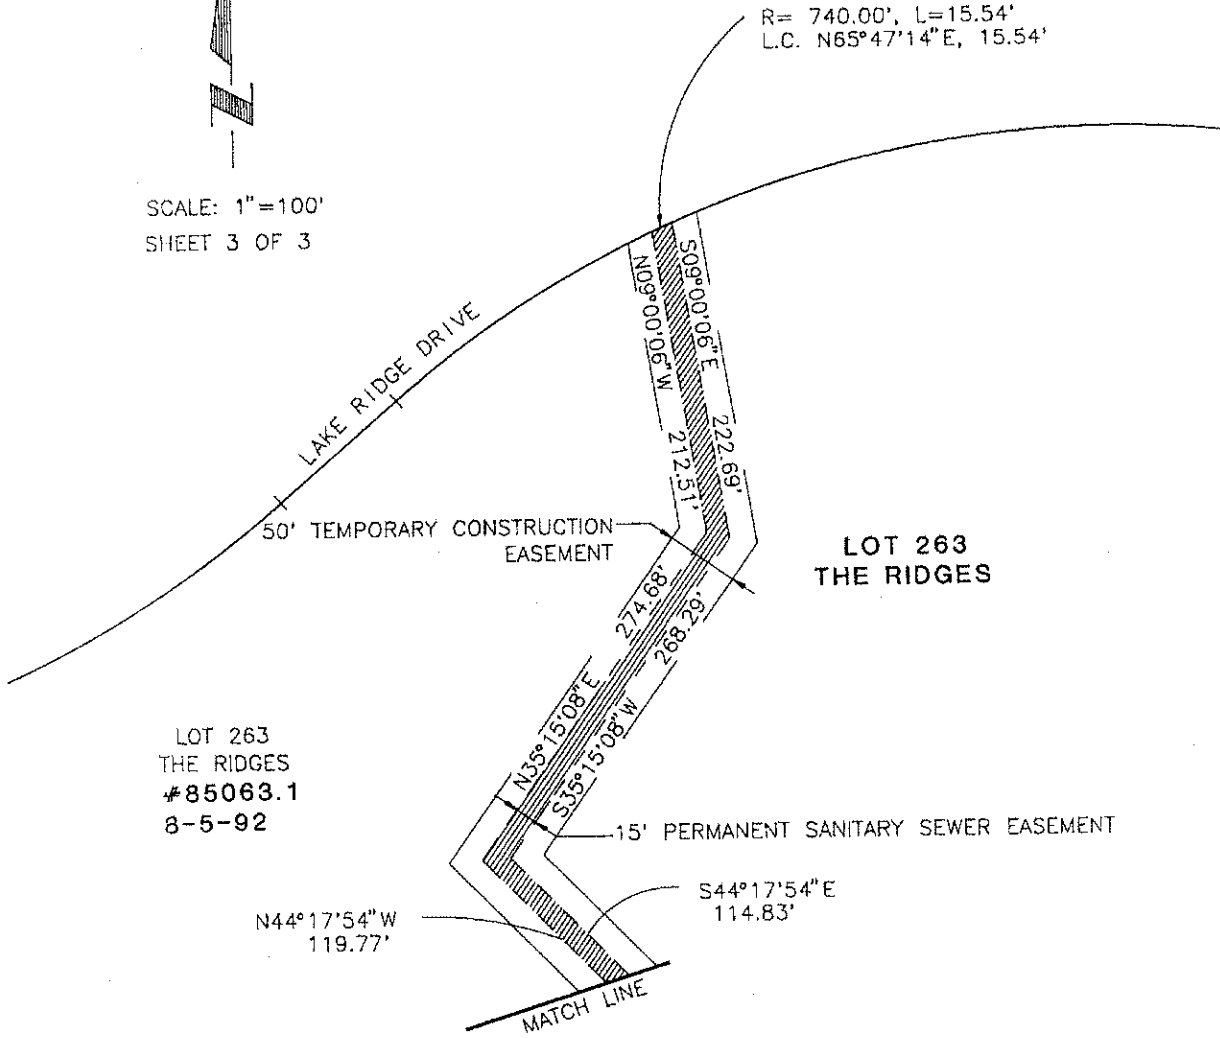 R= 740.00', L=15.54'
L.C. N65°47'14"E, 15.54'
SCALE: 1"=100'
SHEET 3 OF 3
N09°00'06"W 212.51'
S09°00'06"E 222.69'
LAKE RIDGE DRIVE
50' TEMPORARY CONSTRUCTION
EASEMENT
LOT 263
THE RIDGES
N35°15'08"E 274.68'
S35°15'08"W 268.29'
LOT 263
THE RIDGES
#85063.1
8-5-92
15' PERMANENT SANITARY SEWER EASEMENT
N44°17'54"W
119.77'
S44°17'54"E
114.83'
MATCH LINE